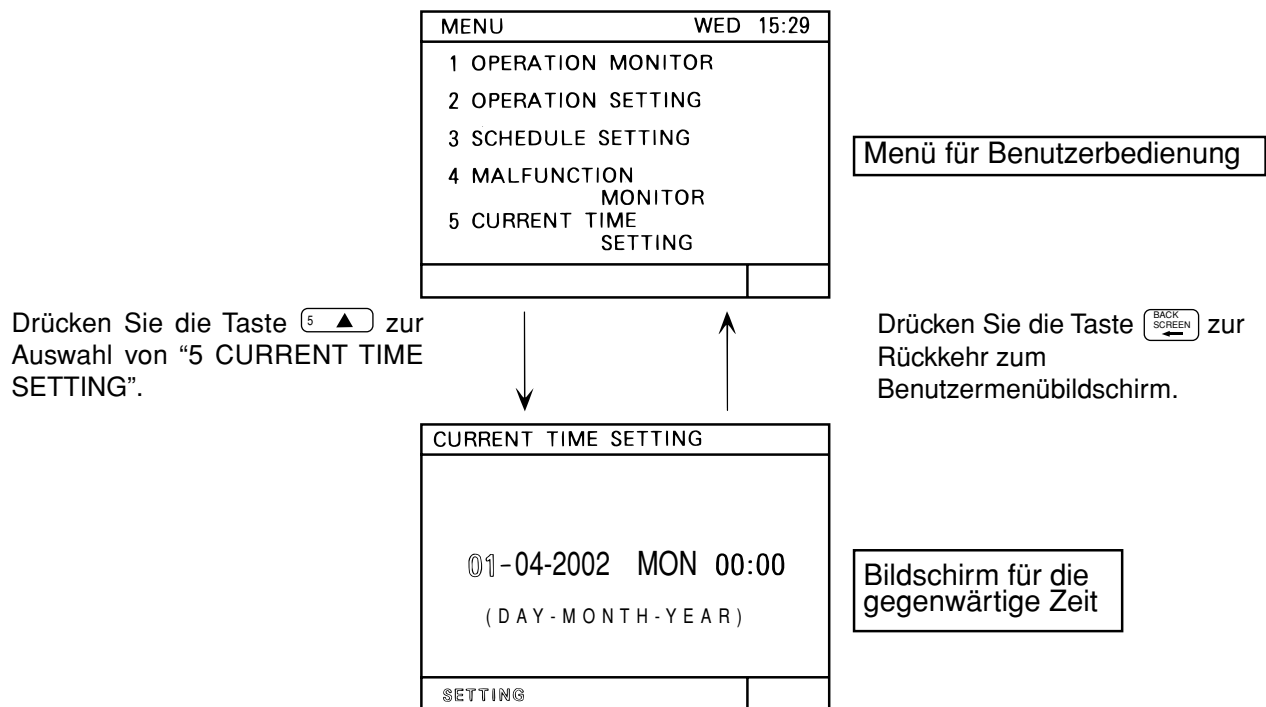 MENU WED 15:29
1 OPERATION MONITOR
2 OPERATION SETTING
3 SCHEDULE SETTING
4 MALFUNCTION
MONITOR
5 CURRENT TIME
SETTING
Menü für Benutzerbedienung
Drücken Sie die Taste 5 ▲ zur
Auswahl von “5 CURRENT TIME
SETTING”.
Drücken Sie die Taste BACK SCREEN ← zur
Rückkehr zum
Benutzermenübildschirm.
CURRENT TIME SETTING
01-04-2002 MON 00:00
(DAY-MONTH-YEAR)
Bildschirm für die
gegenwärtige Zeit
SETTING